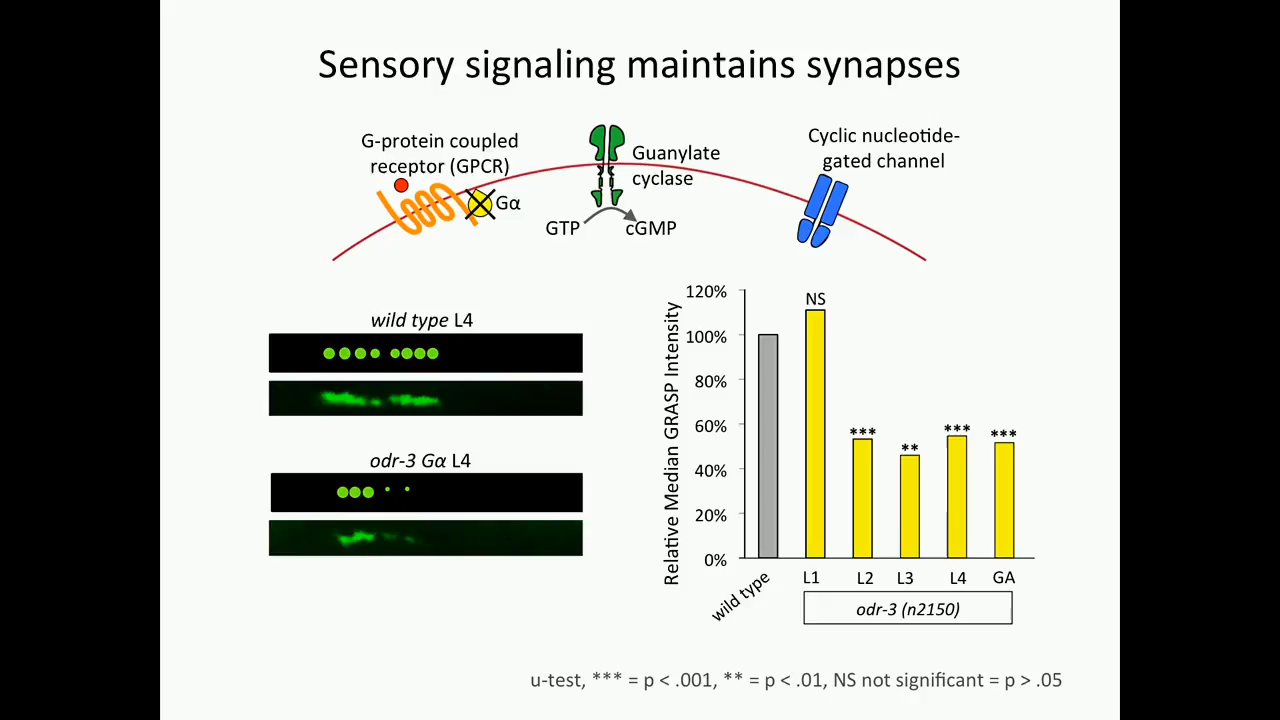 Sensory signaling maintains synapses
G-protein coupled
receptor (GPCR)
Gα
Guanylate
cyclase
GTP
cGMP
Cyclic nucleotide-
gated channel
wild type L4
odr-3 Gα L4
Relative Median GRASP Intensity
120%
100%
80%
60%
40%
20%
0%
NS
***
**
***
***
wild type
L1
L2
L3
L4
GA
odr-3 (n2150)
u-test, *** = p < .001, ** = p < .01, NS not significant = p > .05